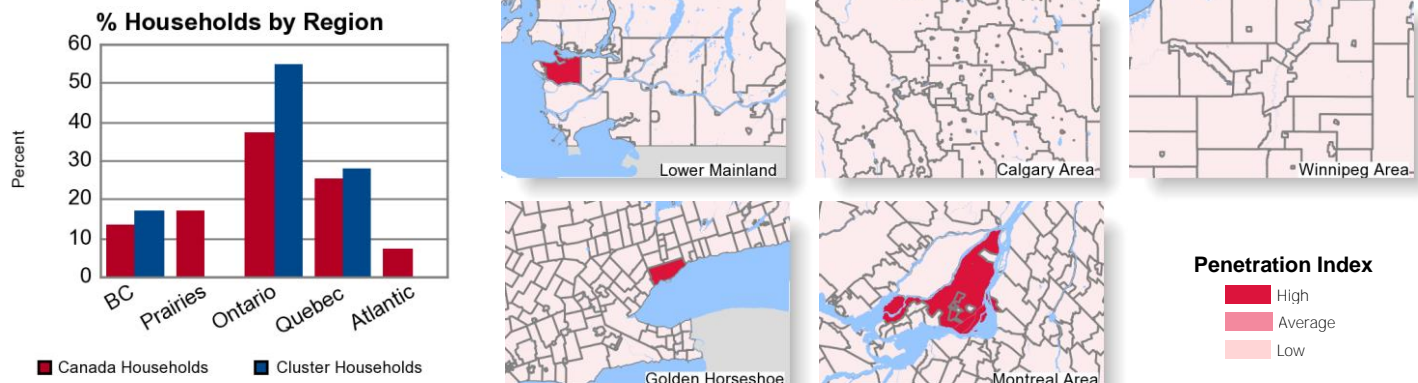 % Households by Region
Percent
60
50
40
30
20
10
0
BC
Prairies
Ontario
Quebec
Atlantic
Canada Households
Cluster Households
Lower Mainland
Calgary Area
Winnipeg Area
Golden Horseshoe
Montreal Area
Penetration Index
High
Average
Low